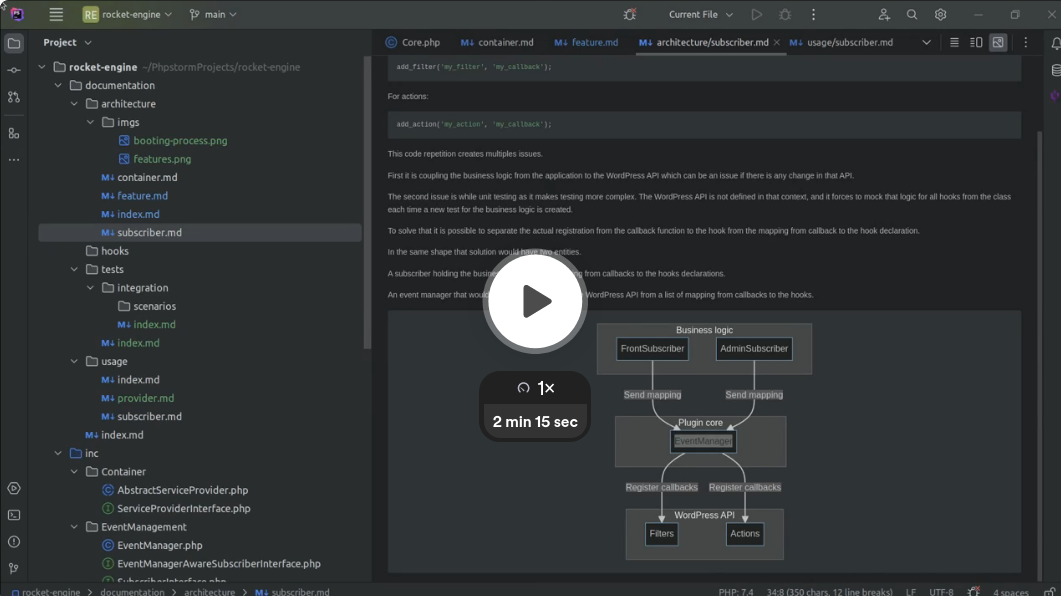 RE rocket-engine main Current File
Project
Core.php container.md feature.md architecture/subscriber.md usage/subscriber.md
rocket-engine ~/PhpstormProjects/rocket-engine
documentation
architecture
imgs
booting-process.png
features.png
container.md
feature.md
index.md
subscriber.md
hooks
tests
integration
scenarios
index.md
index.md
usage
index.md
provider.md
subscriber.md
index.md
inc
Container
AbstractServiceProvider.php
ServiceProviderInterface.php
EventManagement
EventManager.php
EventManagerAwareSubscriberInterface.php
SubscriberInterface.php
add_filter('my_filter', 'my_callback');
For actions:
add_action('my_action', 'my_callback');
This code repetition creates multiple issues.
First it is coupling the business logic from the application to the WordPress API which can be an issue if there is any change in that API.
The second issue is while unit testing as it makes testing more complex. The WordPress API is not defined in that context, and it forces to mock that logic for all hooks from the class
each time a new test for the business logic is created.
To solve that it is possible to separate the actual registration from the callback function to the hook from the mapping from callback to the hook declaration.
In the same shape that solution would have two entities.
A subscriber holding the busin ng from callbacks to the hooks declarations.
An event manager that would WordPress API from a list of mapping from callbacks to the hooks.
1×
2 min 15 sec
Business logic
FrontSubscriber AdminSubscriber
Send mapping Send mapping
Plugin core
EventManager
Register callbacks Register callbacks
WordPress API
Filters Actions
rocket-engine > documentation > architecture > subscriber.md PHP: 7.4 34:8 (350 chars, 12 line breaks) LF UTF-8 4 spaces